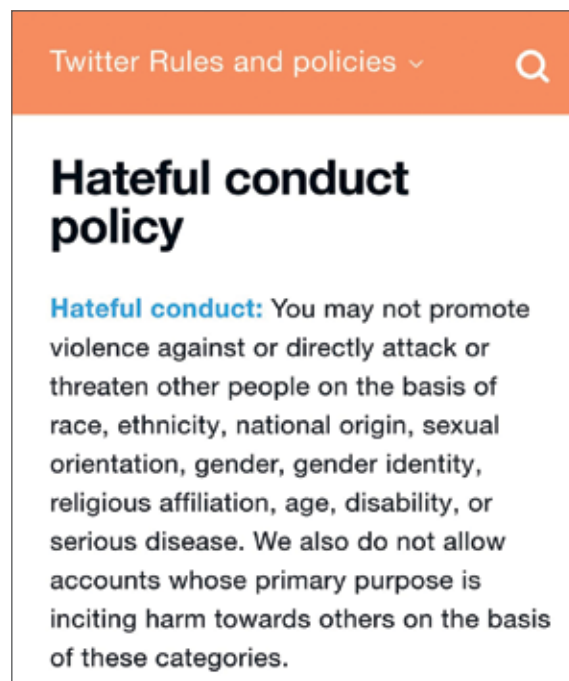 Twitter Rules and policies
Hateful conduct
policy
Hateful conduct: You may not promote
violence against or directly attack or
threaten other people on the basis of
race, ethnicity, national origin, sexual
orientation, gender, gender identity,
religious affiliation, age, disability, or
serious disease. We also do not allow
accounts whose primary purpose is
inciting harm towards others on the basis
of these categories.